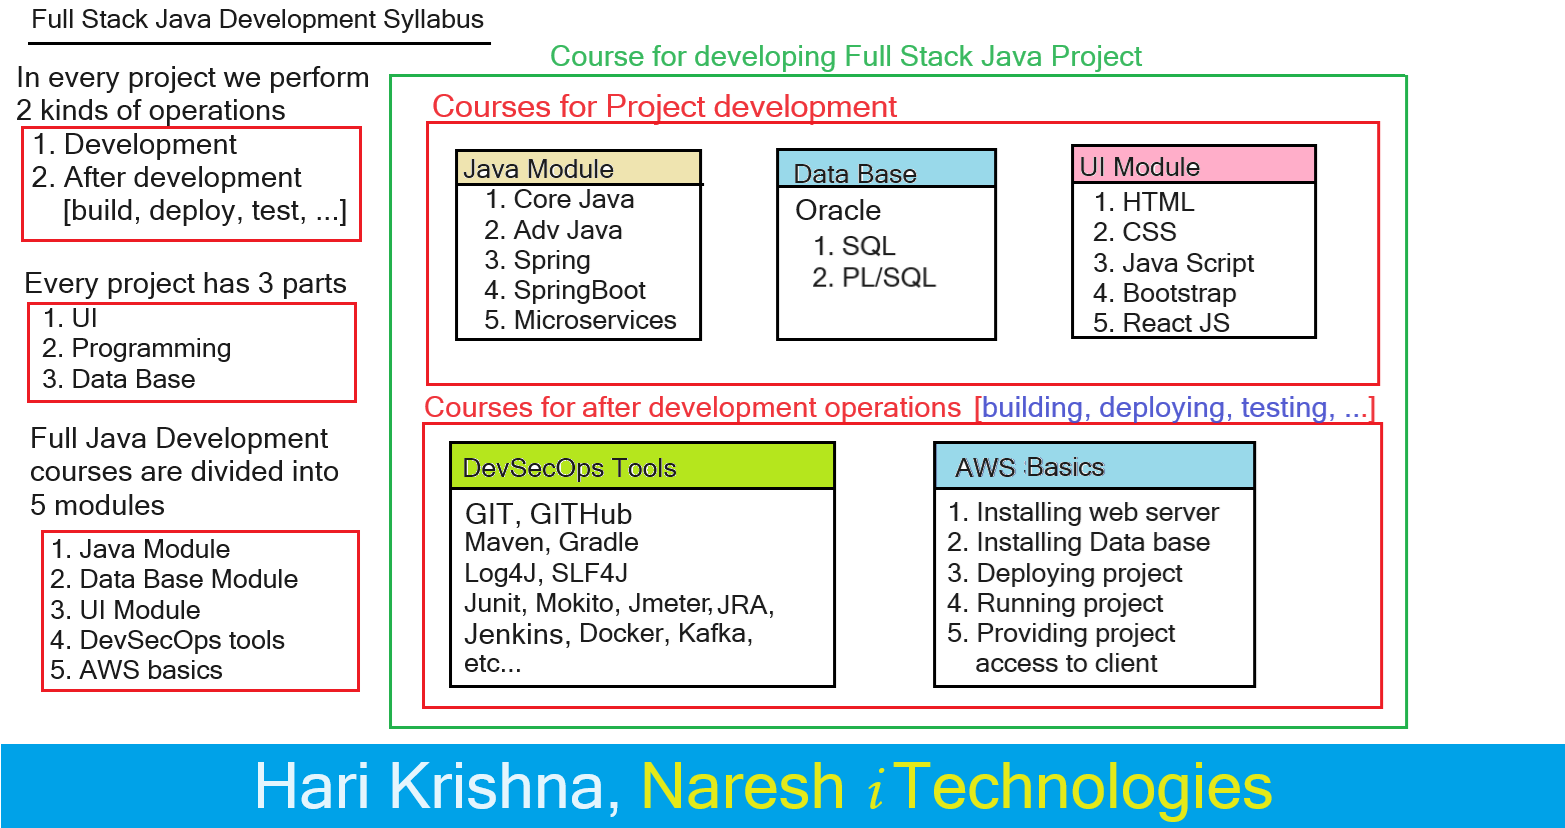 Full Stack Java Development Syllabus
In every project we perform
2 kinds of operations
1. Development
2. After development
[build, deploy, test, ...]
Every project has 3 parts
1. UI
2. Programming
3. Data Base
Full Java Development
courses are divided into
5 modules
1. Java Module
2. Data Base Module
3. UI Module
4. DevSecOps tools
5. AWS basics
Course for developing Full Stack Java Project
Courses for Project development
Java Module
1. Core Java
2. Adv Java
3. Spring
4. SpringBoot
5. Microservices
Data Base
Oracle
1. SQL
2. PL/SQL
UI Module
1. HTML
2. CSS
3. Java Script
4. Bootstrap
5. React JS
Courses for after development operations [building, deploying, testing, ...]
DevSecOps Tools
GIT, GITHub
Maven, Gradle
Log4J, SLF4J
Junit, Mokito, Jmeter, JRA,
Jenkins, Docker, Kafka,
etc...
AWS Basics
1. Installing web server
2. Installing Data base
3. Deploying project
4. Running project
5. Providing project
access to client
Hari Krishna, Naresh i Technologies